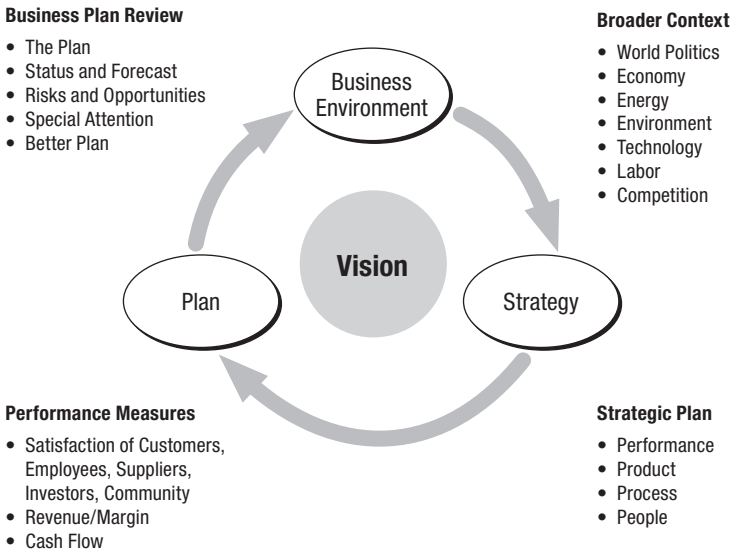 Business Plan Review
• The Plan
• Status and Forecast
• Risks and Opportunities
• Special Attention
• Better Plan
Broader Context
• World Politics
• Economy
• Energy
• Environment
• Technology
• Labor
• Competition
Business
Environment
Vision
Plan
Strategy
Performance Measures
• Satisfaction of Customers,
Employees, Suppliers,
Investors, Community
• Revenue/Margin
• Cash Flow
Strategic Plan
• Performance
• Product
• Process
• People